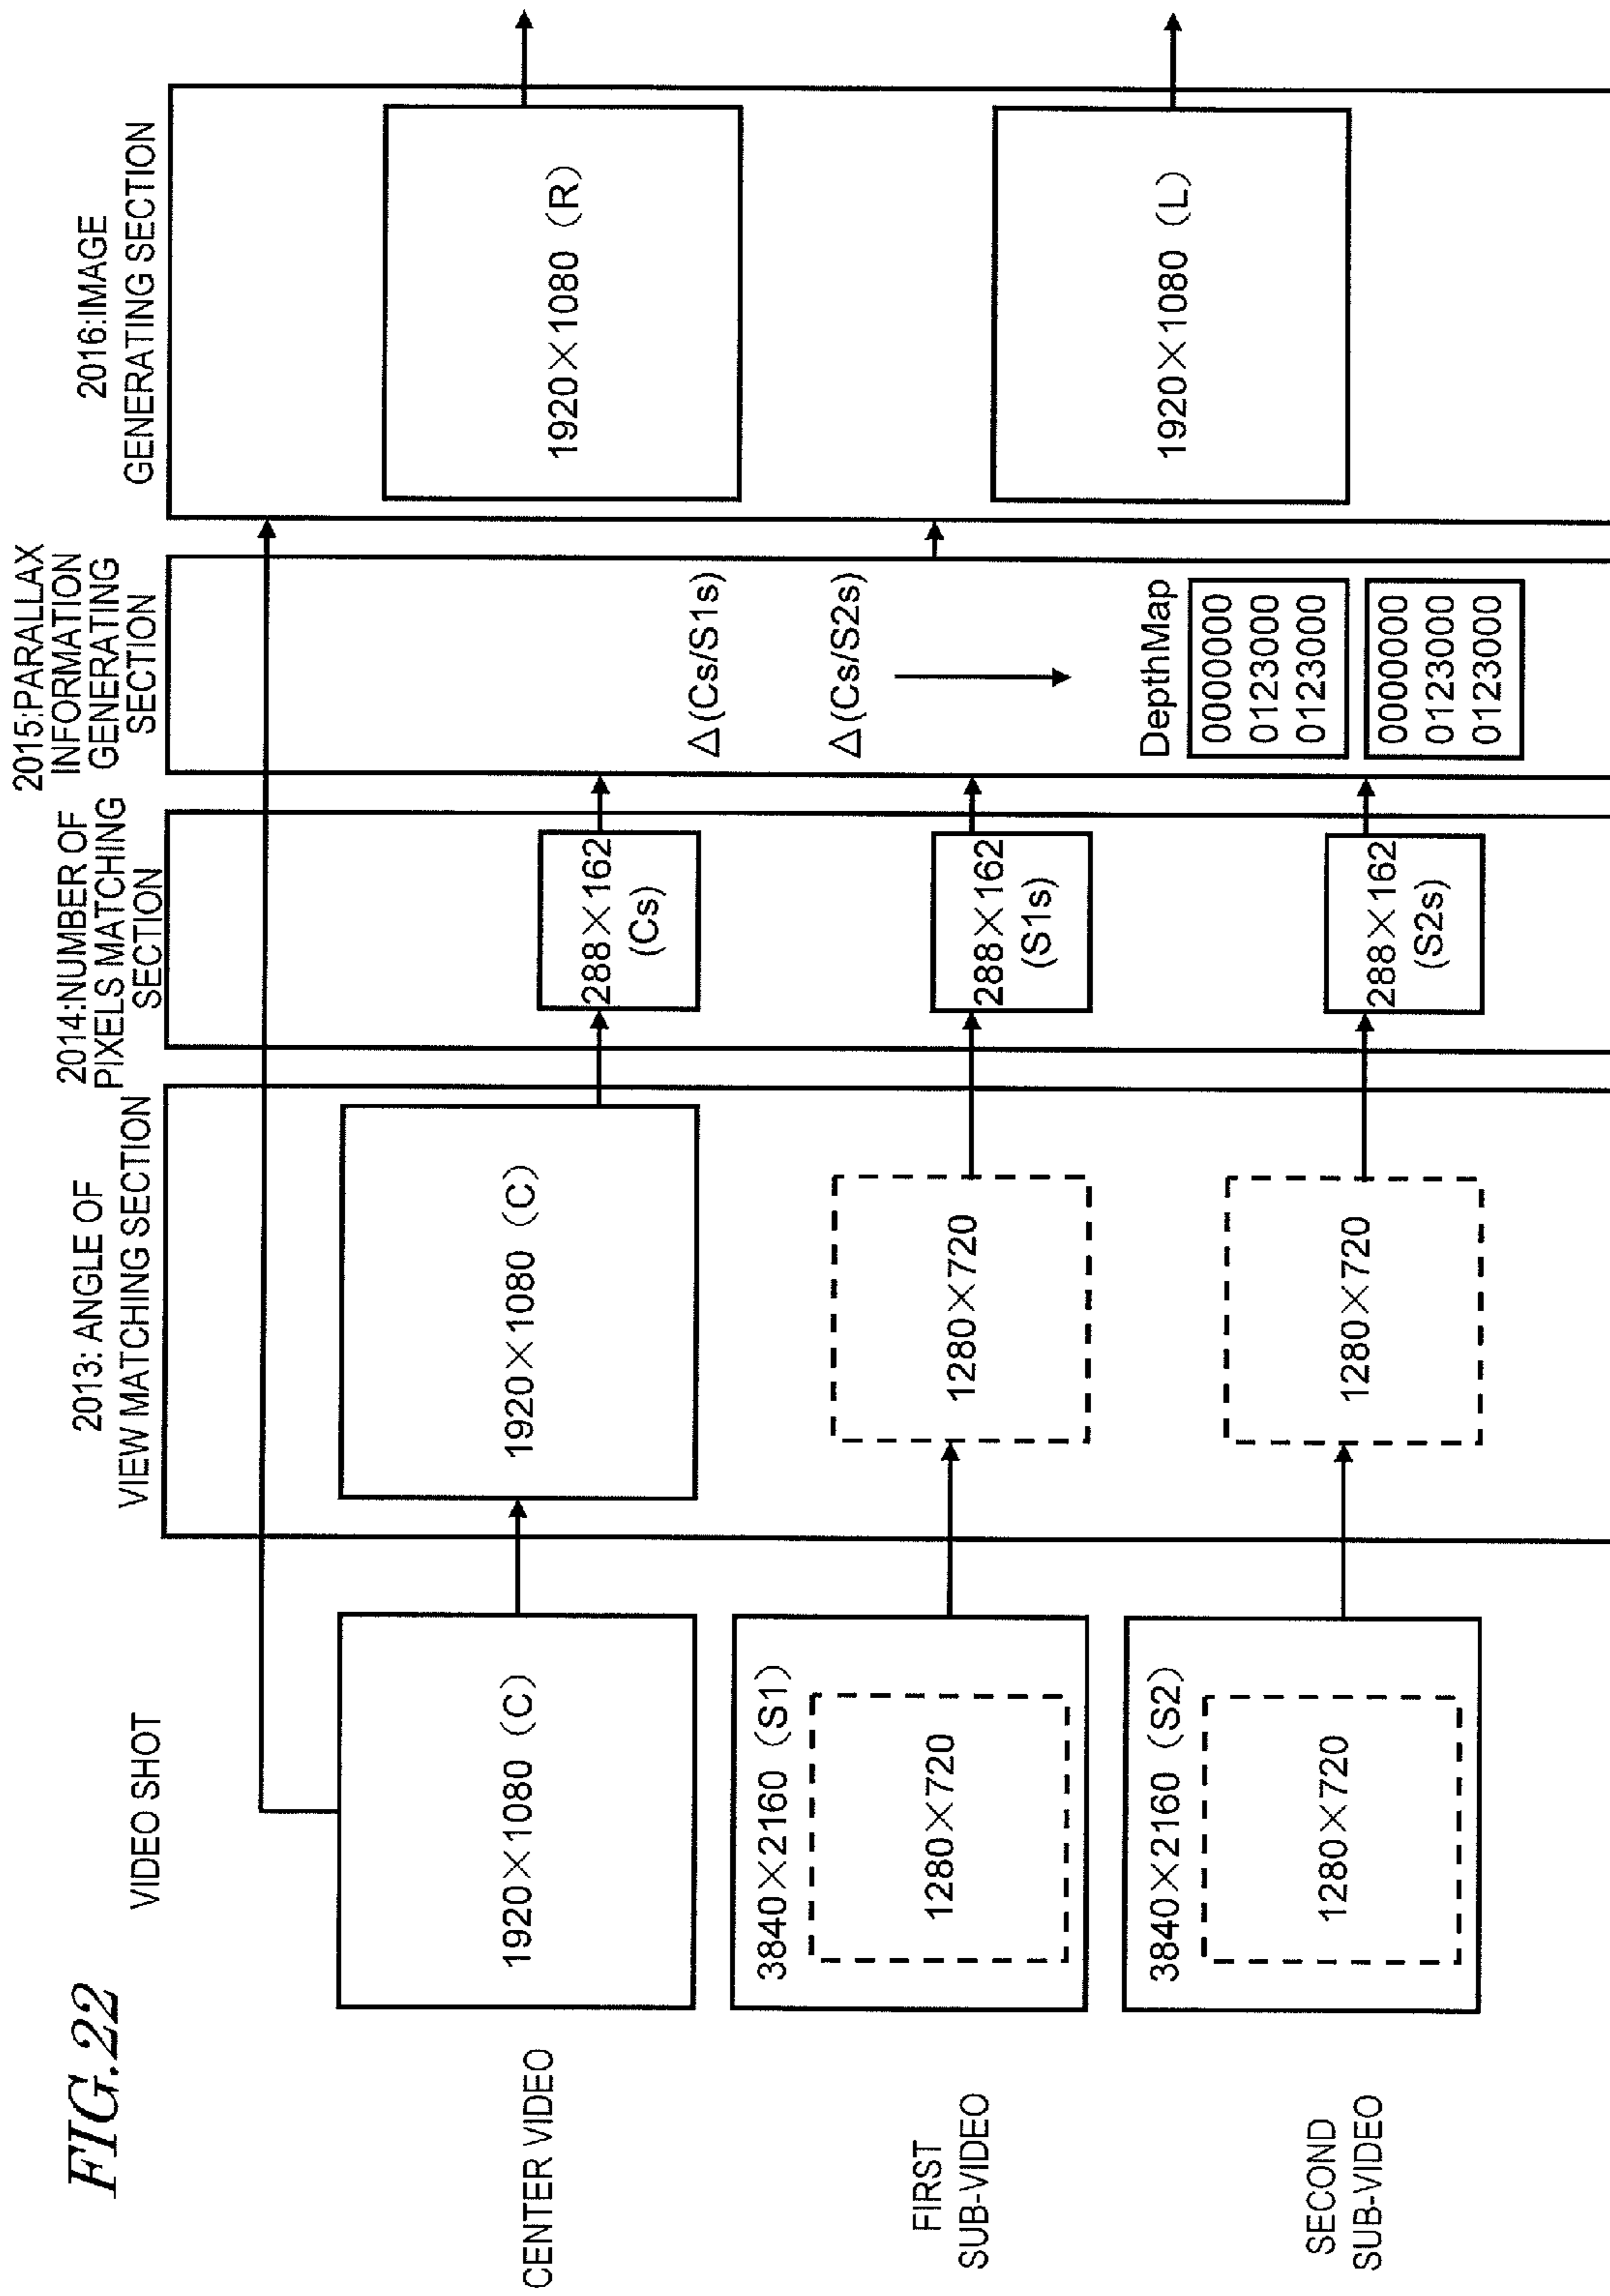 FIG.22
VIDEO SHOT
2013: ANGLE OF
VIEW MATCHING SECTION
2014:NUMBER OF
PIXELS MATCHING
SECTION
2015:PARALLAX
INFORMATION
GENERATING
SECTION
2016:IMAGE
GENERATING SECTION
CENTER VIDEO
1920×1080 (C)
1920×1080 (C)
288×162
(Cs)
1920×1080 (R)
FIRST
SUB-VIDEO
3840×2160 (S1)
1280×720
1280×720
288×162
(S1s)
Δ(Cs/S1s)
Δ(Cs/S2s)
1920×1080 (L)
SECOND
SUB-VIDEO
3840×2160 (S2)
1280×720
1280×720
288×162
(S2s)
DepthMap
0000000
0123000
0123000
0000000
0123000
0123000